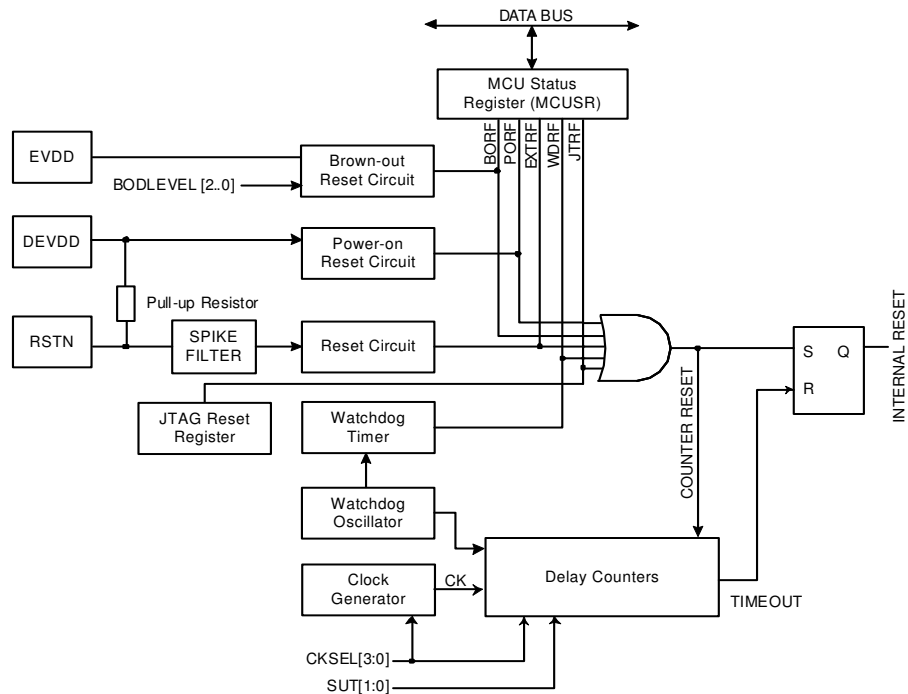 DATA BUS
MCU Status
Register (MCUSR)
BORF
PORF
EXTRF
WDRF
JTRF
EVDD
Brown-out
Reset Circuit
BODLEVEL [2..0]
DEVDD
Power-on
Reset Circuit
Pull-up Resistor
RSTN
SPIKE
FILTER
Reset Circuit
S
Q
R
INTERNAL RESET
JTAG Reset
Register
Watchdog
Timer
COUNTER RESET
Watchdog
Oscillator
Clock
Generator
CK
Delay Counters
TIMEOUT
CKSEL[3:0]
SUT[1:0]